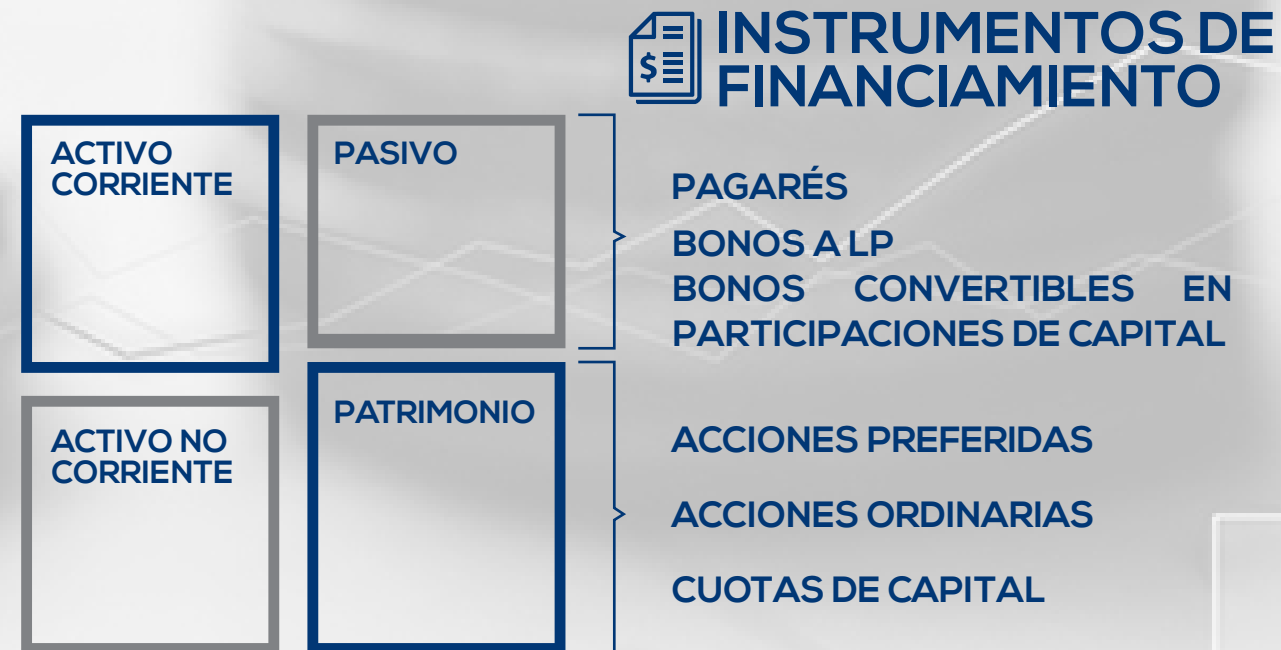 $
INSTRUMENTOS DE
FINANCIAMIENTO
ACTIVO
CORRIENTE
PASIVO
PAGARÉS
BONOS A LP
BONOS CONVERTIBLES EN
PARTICIPACIONES DE CAPITAL
ACTIVO NO
CORRIENTE
PATRIMONIO
ACCIONES PREFERIDAS
ACCIONES ORDINARIAS
CUOTAS DE CAPITAL